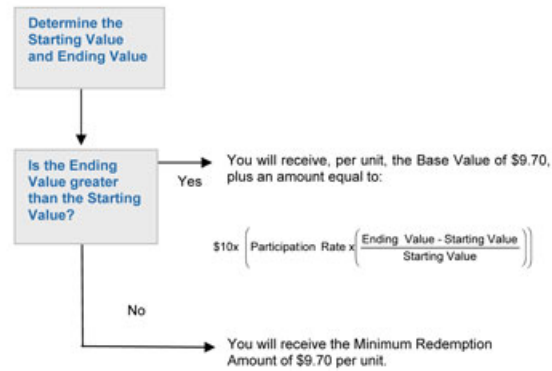 Determine the
Starting Value
and Ending Value
Is the Ending
Value greater
than the Starting
Value?
Yes
You will receive, per unit, the Base Value of $9.70,
plus an amount equal to:
$10x (Participation Rate x(Ending Value - Starting Value
Starting Value))
No
You will receive the Minimum Redemption
Amount of $9.70 per unit.